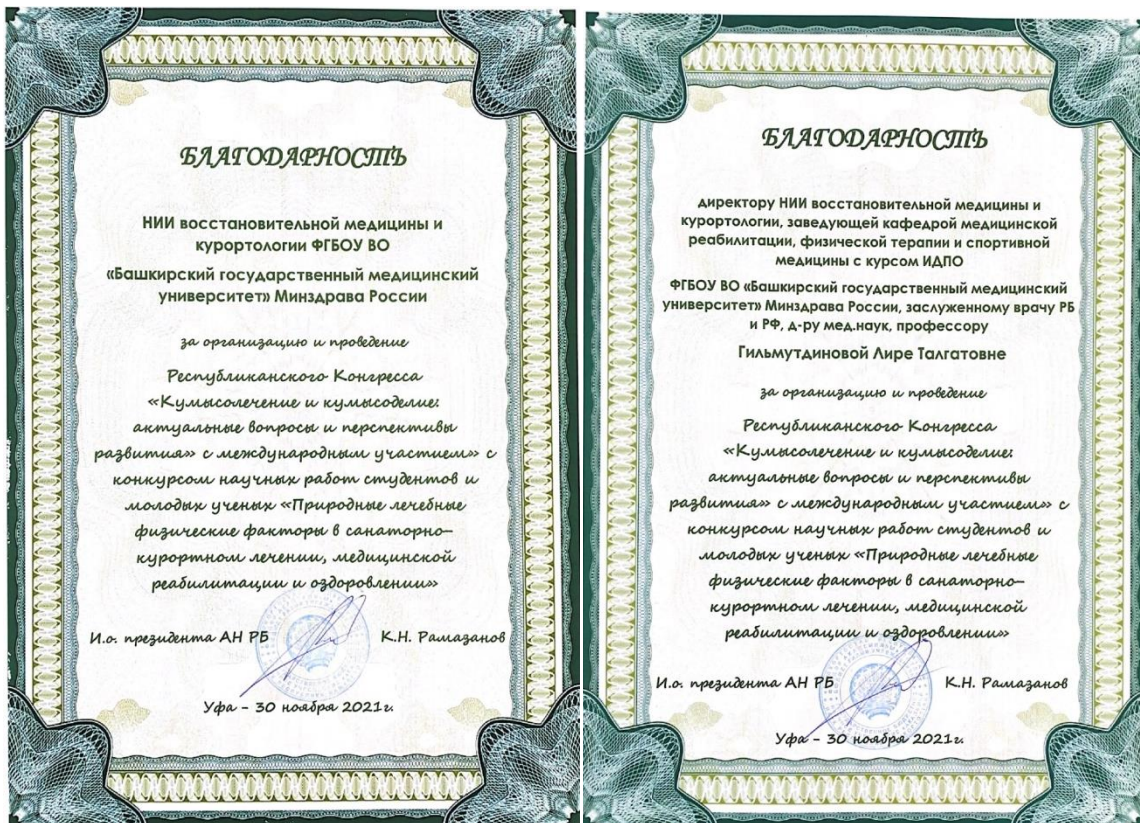 БЛАГОДАРНОСТЬ
НИИ восстановительной медицины и
курортологии ФГБОУ ВО
«Башкирский государственный медицинский
университет» Минздрава России
за организацию и проведение
Республиканского Конгресса
«Кумысолечение и кумысоделие:
актуальные вопросы и перспективы
развития» с международным участием» с
конкурсом научных работ студентов и
молодых ученых «Природные лечебные
физические факторы в санаторно-
курортном лечении, медицинской
реабилитации и оздоровлении»
И.о. президента АН РБ К.Н. Рамазанов
Уфа - 30 ноября 2021г.
БЛАГОДАРНОСТЬ
директору НИИ восстановительной медицины и
курортологии, заведующей кафедрой медицинской
реабилитации, физической терапии и спортивной
медицины с курсом ИДПО
ФГБОУ ВО «Башкирский государственный медицинский
университет» Минздрава России, заслуженному врачу РБ
и РФ, д-ру мед.наук, профессору
Гильмутдиновой Лире Талгатовне
за организацию и проведение
Республиканского Конгресса
«Кумысолечение и кумысоделие:
актуальные вопросы и перспективы
развития» с международным участием» с
конкурсом научных работ студентов и
молодых ученых «Природные лечебные
физические факторы в санаторно-
курортном лечении, медицинской
реабилитации и оздоровлении»
И.о. президента АН РБ К.Н. Рамазанов
Уфа - 30 ноября 2021г.